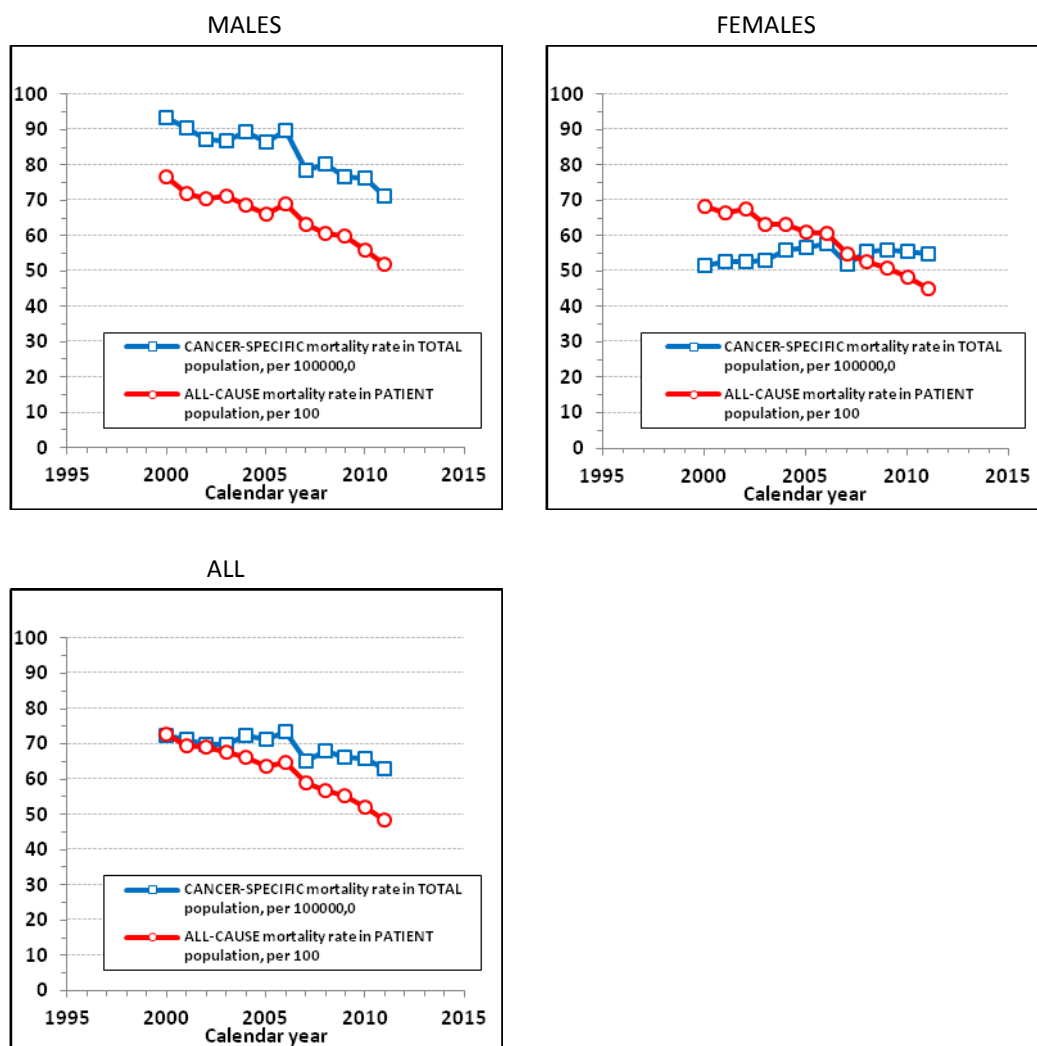 MALES
100
90
80
70
60
50
40
30
20
10
0
CANCER-SPECIFIC mortality rate in TOTAL
population, per 100000,0
ALL-CAUSE mortality rate in PATIENT
population, per 100
1995 2000 2005 2010 2015
Calendar year
FEMALES
100
90
80
70
60
50
40
30
20
10
0
CANCER-SPECIFIC mortality rate in TOTAL
population, per 100000,0
ALL-CAUSE mortality rate in PATIENT
population, per 100
1995 2000 2005 2010 2015
Calendar year
ALL
100
90
80
70
60
50
40
30
20
10
0
CANCER-SPECIFIC mortality rate in TOTAL
population, per 100000,0
ALL-CAUSE mortality rate in PATIENT
population, per 100
1995 2000 2005 2010 2015
Calendar year